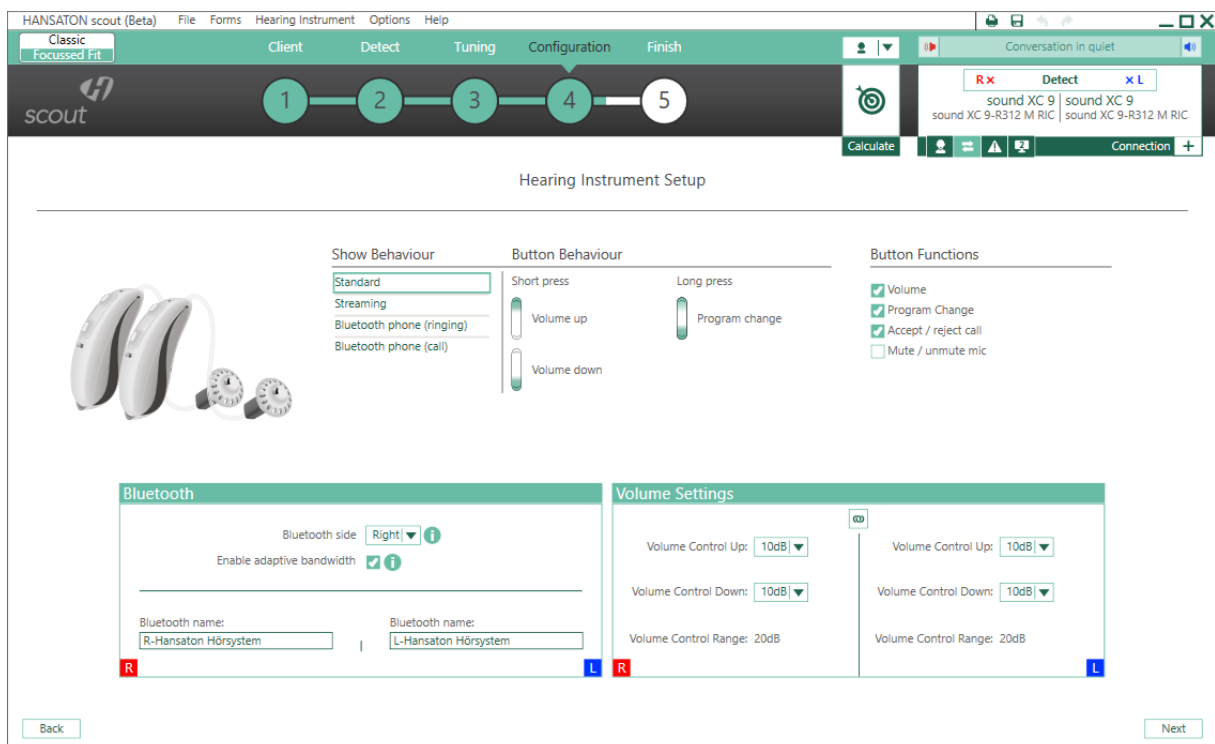 HANSATON scout (Beta) File Forms Hearing Instrument Options Help
Classic
Focussed Fit
Client Detect Tuning Configuration Finish
Conversation in quiet
scout
1 2 3 4 5
R × Detect × L
sound XC 9 sound XC 9
sound XC 9-R312 M RIC sound XC 9-R312 M RIC
Calculate
2
Connection +
Hearing Instrument Setup
Show Behaviour
Standard
Streaming
Bluetooth phone (ringing)
Bluetooth phone (call)
Button Behaviour
Short press
Volume up
Volume down
Long press
Program change
Button Functions
Volume
Program Change
Accept / reject call
Mute / unmute mic
Bluetooth
Bluetooth side Right
Enable adaptive bandwidth
Bluetooth name: Bluetooth name:
R-Hansaton Hörsystem L-Hansaton Hörsystem
R L
Volume Settings
Volume Control Up: 10dB Volume Control Up: 10dB
Volume Control Down: 10dB Volume Control Down: 10dB
Volume Control Range: 20dB Volume Control Range: 20dB
R L
Back Next